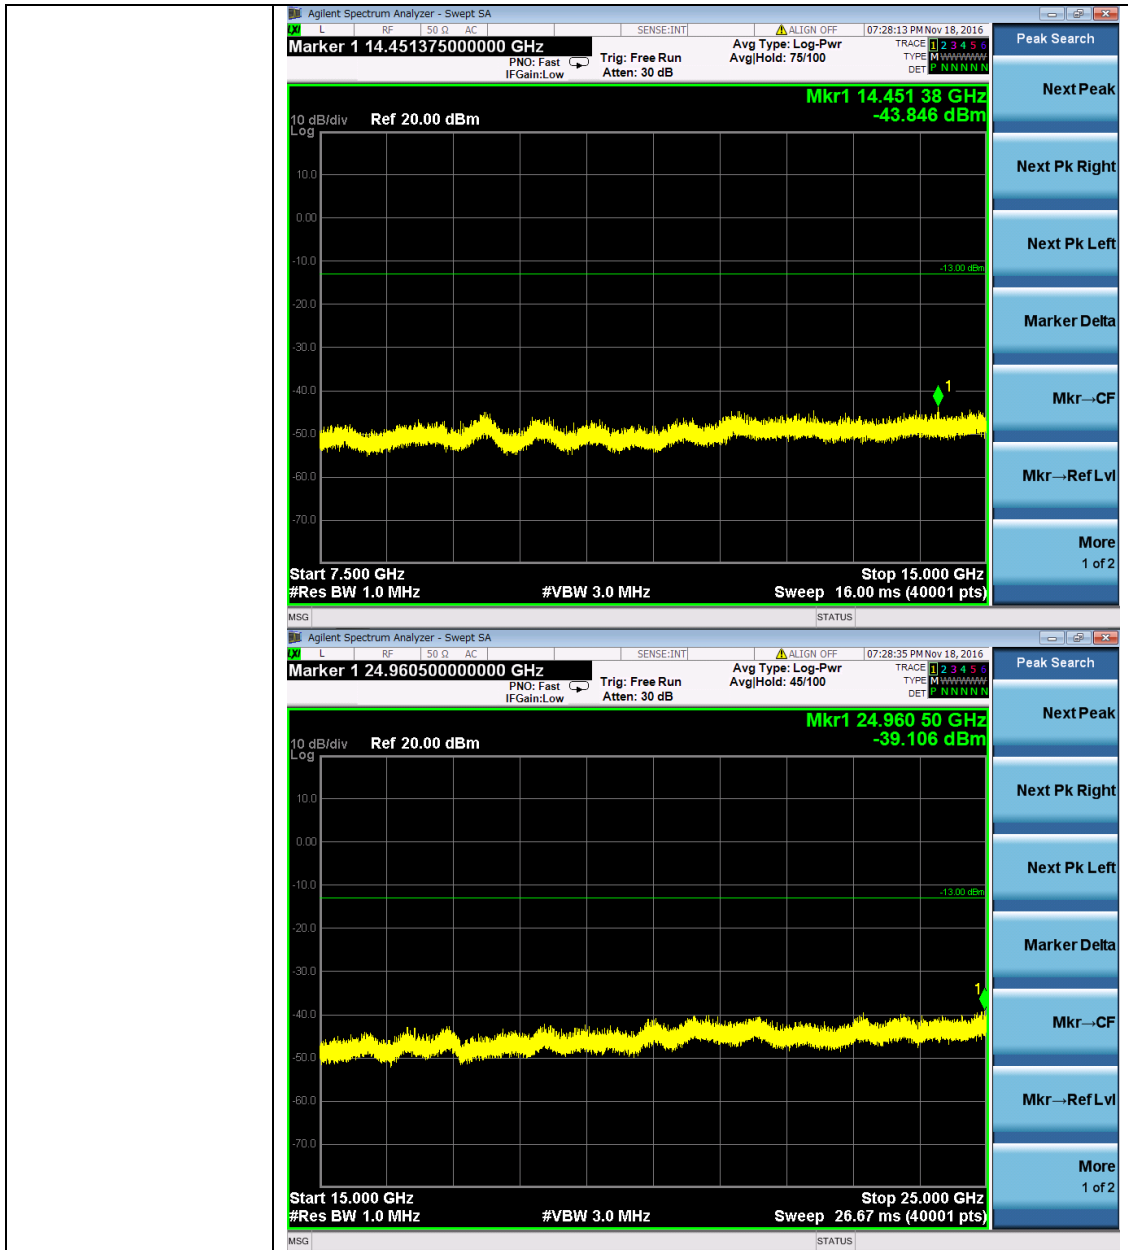 Agilent Spectrum Analyzer - Swept SA
LXI L RF 50 Ω AC SENSE:INT ALIGN OFF 07:28:13 PM Nov 18, 2016
Marker 1 14.451375000000 GHz
PNO: Fast
IFGain:Low
Trig: Free Run
Atten: 30 dB
Avg Type: Log-Pwr
Avg|Hold: 75/100
TRACE 1 2 3 4 5 6
TYPE M WWWWW
DET P N N N N N
Peak Search
Next Peak
Next Pk Right
Next Pk Left
Marker Delta
Mkr→CF
Mkr→Ref Lvl
More
1 of 2
Mkr1 14.451 38 GHz
-43.846 dBm
10 dB/div Ref 20.00 dBm
Log
10.0
0.00
-10.0
-13.00 dBm
-20.0
-30.0
-40.0
1
-50.0
-60.0
-70.0
Start 7.500 GHz Stop 15.000 GHz
#Res BW 1.0 MHz #VBW 3.0 MHz Sweep 16.00 ms (40001 pts)
MSG STATUS
Agilent Spectrum Analyzer - Swept SA
LXI L RF 50 Ω AC SENSE:INT ALIGN OFF 07:28:35 PM Nov 18, 2016
Marker 1 24.960500000000 GHz
PNO: Fast
IFGain:Low
Trig: Free Run
Atten: 30 dB
Avg Type: Log-Pwr
Avg|Hold: 45/100
TRACE 1 2 3 4 5 6
TYPE M WWWWW
DET P N N N N N
Peak Search
Next Peak
Next Pk Right
Next Pk Left
Marker Delta
Mkr→CF
Mkr→Ref Lvl
More
1 of 2
Mkr1 24.960 50 GHz
-39.106 dBm
10 dB/div Ref 20.00 dBm
Log
10.0
0.00
-10.0
-13.00 dBm
-20.0
-30.0
1
-40.0
-50.0
-60.0
-70.0
Start 15.000 GHz Stop 25.000 GHz
#Res BW 1.0 MHz #VBW 3.0 MHz Sweep 26.67 ms (40001 pts)
MSG STATUS